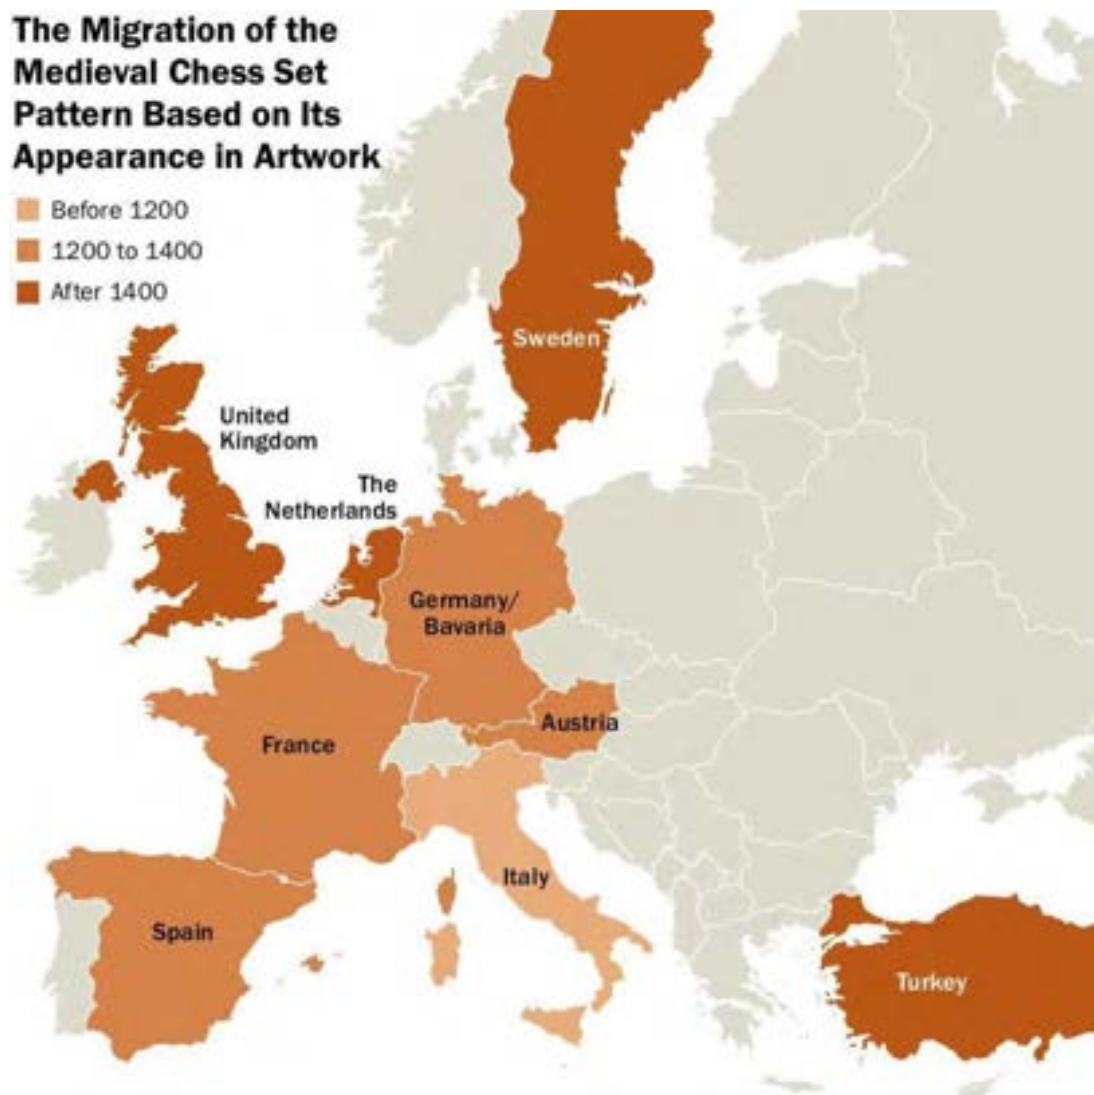 The Migration of the
Medieval Chess Set
Pattern Based on Its
Appearance in Artwork
Before 1200
1200 to 1400
After 1400
Sweden
United
Kingdom
The
Netherlands
Germany/
Bavaria
Austria
France
Italy
Spain
Turkey